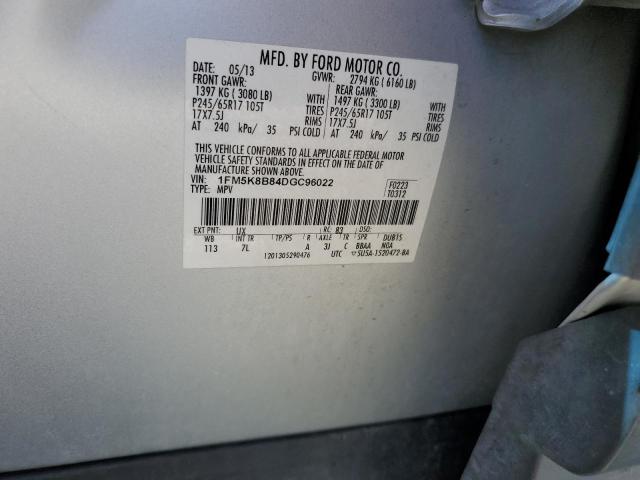 MFD. BY FORD MOTOR CO.
DATE: 05/13 GVWR: 2794 KG ( 6160 LB)
FRONT GAWR: REAR GAWR:
1397 KG ( 3080 LB) WITH 1497 KG ( 3300 LB) WITH
P245/65R17 105T TIRES P245/65R17 105T TIRES
17X7.5J RIMS 17X7.5J RIMS
AT 240 kPa/ 35 PSI COLD AT 240 kPa/ 35 PSI COLD
THIS VEHICLE CONFORMS TO ALL APPLICABLE FEDERAL MOTOR
VEHICLE SAFETY STANDARDS IN EFFECT ON THE DATE OF
MANUFACTURE SHOWN ABOVE.
VIN: 1FM5K8B84DGC96022 F0223
TYPE: MPV T0312
EXT PNT: UX RC: 83 DSO:
WB INT TR TP/PS R AXLE TR SPR DUB15
113 7L A 3J C BBAA NGA
1201305290476 UTC ▽5U5A-1520472-BA